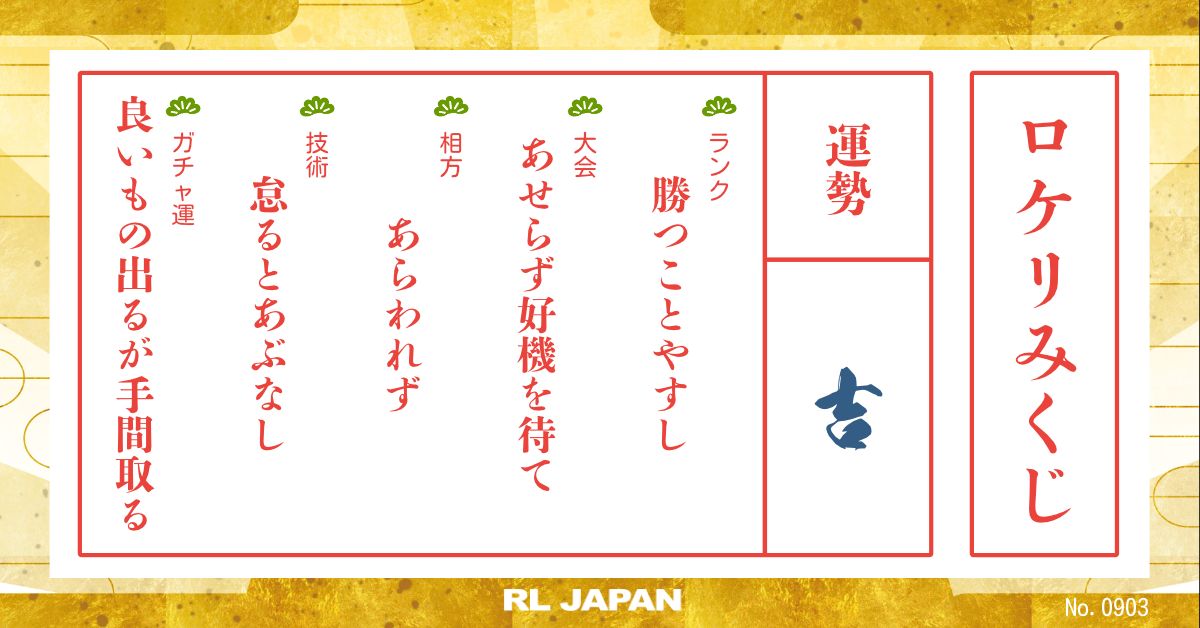 ロケリみくじ
運勢
吉
ランク
勝つことやすし
大会
あせらず好機を待て
相方
あらわれず
技術
怠るとあぶなし
ガチャ運
良いもの出るが手間取る
RL JAPAN
No. 0903